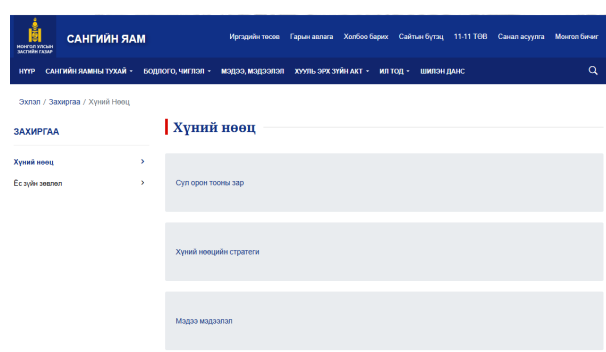 МОНГОЛ УЛСЫН
ЗАСГИЙН ГАЗАР
САНГИЙН ЯАМ
Иргэдийн төсөв Гарын авлага Холбоо барих Сайтын бүтэц 11-11 ТӨВ Санал асуулга Монгол бичиг
НҮҮР САНГИЙН ЯАМНЫ ТУХАЙ БОДЛОГО, ЧИГЛЭЛ МЭДЭЭ, МЭДЭЭЛЭЛ ХУУЛЬ ЭРХ ЗҮЙН АКТ ИЛ ТОД ШИЛЭН ДАНС
Эхлэл / Захиргаа / Хүний Нөөц
ЗАХИРГАА
Хүний нөөц
Ёс зүйн зөвлөл
Хүний нөөц
Сул орон тооны зар
Хүний нөөцийн стратеги
Мэдээ мэдээлэл